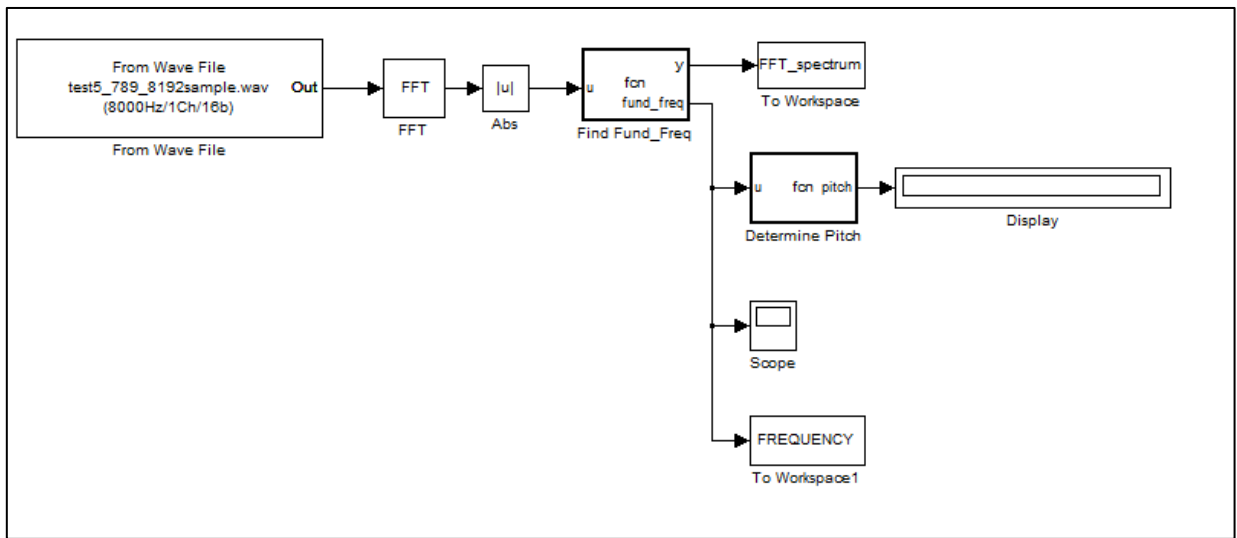 From Wave File
test5_789_8192sample.wav
(8000Hz/1Ch/16b)
Out
From Wave File
FFT
FFT
|u|
Abs
u
fcn
y
fund_freq
Find Fund_Freq
FFT_spectrum
To Workspace
u
fcn
pitch
Determine Pitch
Display
Scope
FREQUENCY
To Workspace1